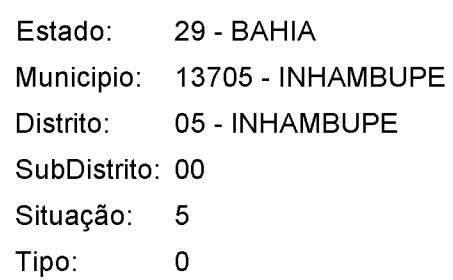 Estado: 29 - BAHIA
Municipio: 13705 - INHAMBUPE
Distrito: 05 - INHAMBUPE
SubDistrito: 00
Situação: 5
Tipo: 0